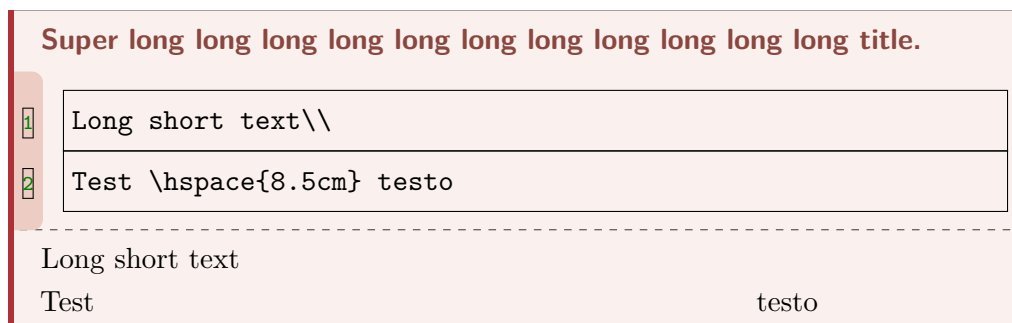 Super long long long long long long long long long long long title.
1 Long short text\\
2 Test \hspace{8.5cm} testo
Long short text
Test testo